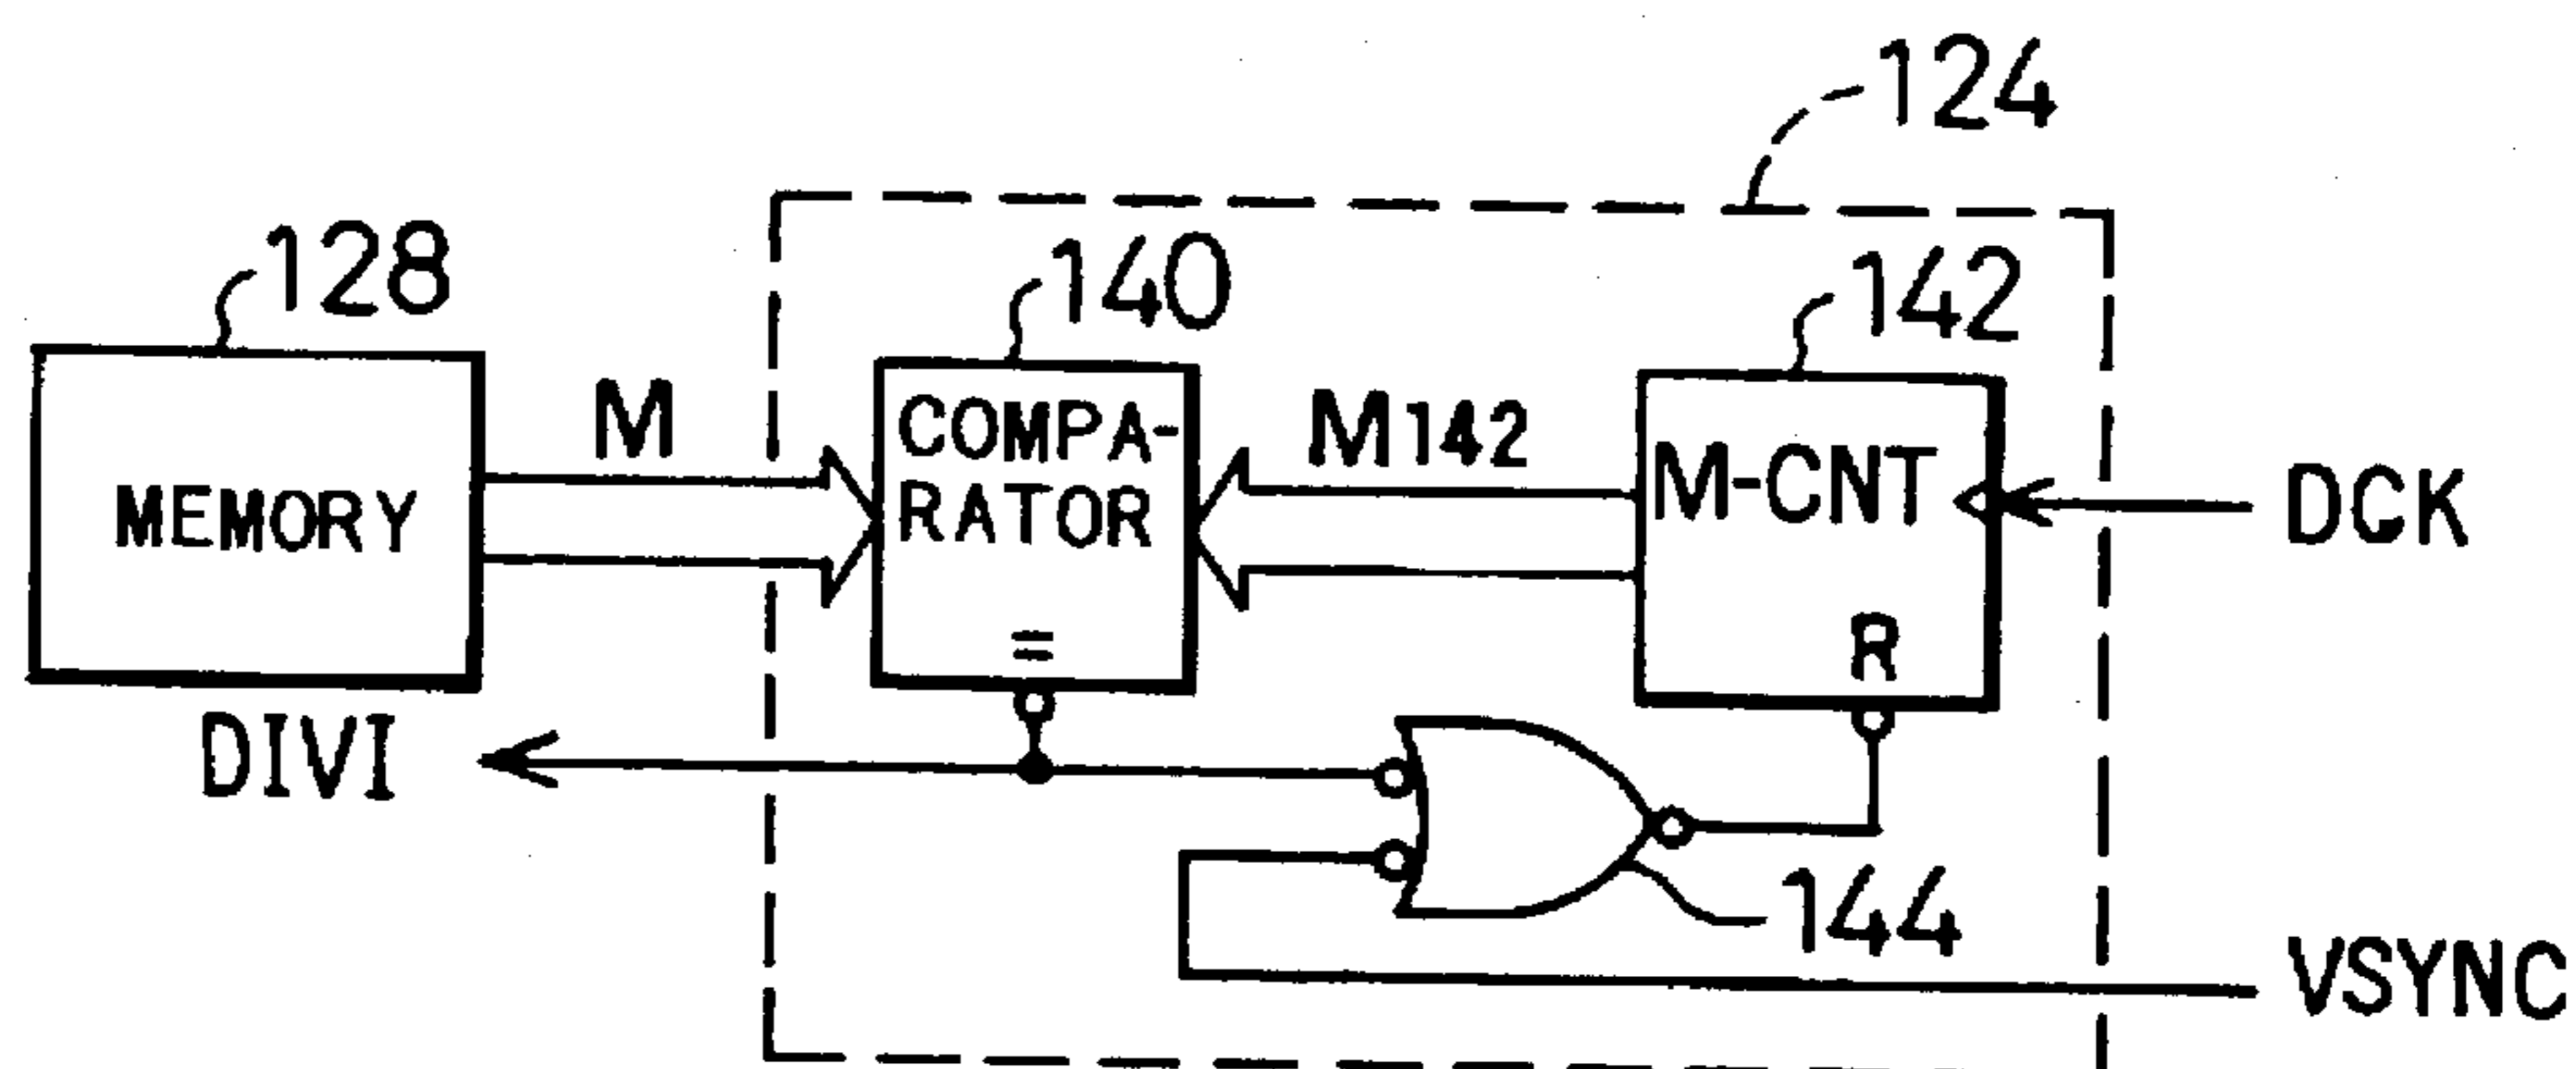 124
128
140
142
M
M142
COMPA-
RATOR
=
M-CNT
R
MEMORY
DCK
DIVI
144
VSYNC